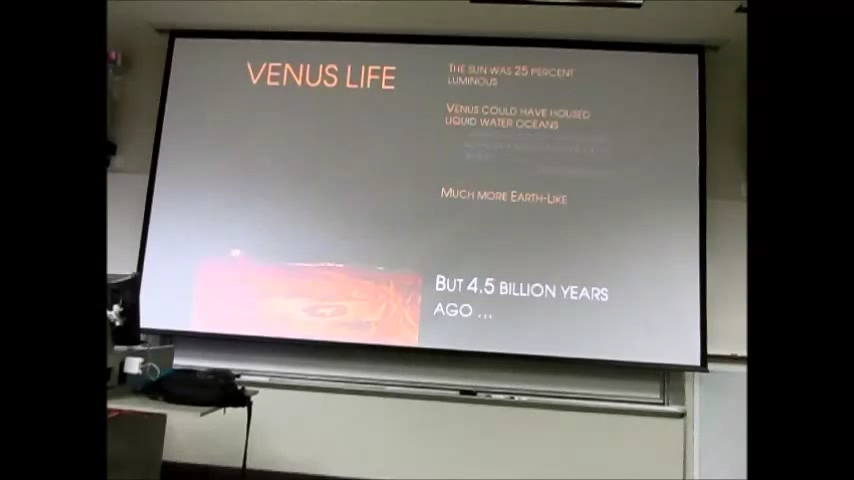 VENUS LIFE
THE SUN WAS 25 PERCENT
LUMINOUS
VENUS COULD HAVE HOUSED
LIQUID WATER OCEANS
MUCH MORE EARTH-LIKE
BUT 4.5 BILLION YEARS
AGO ...